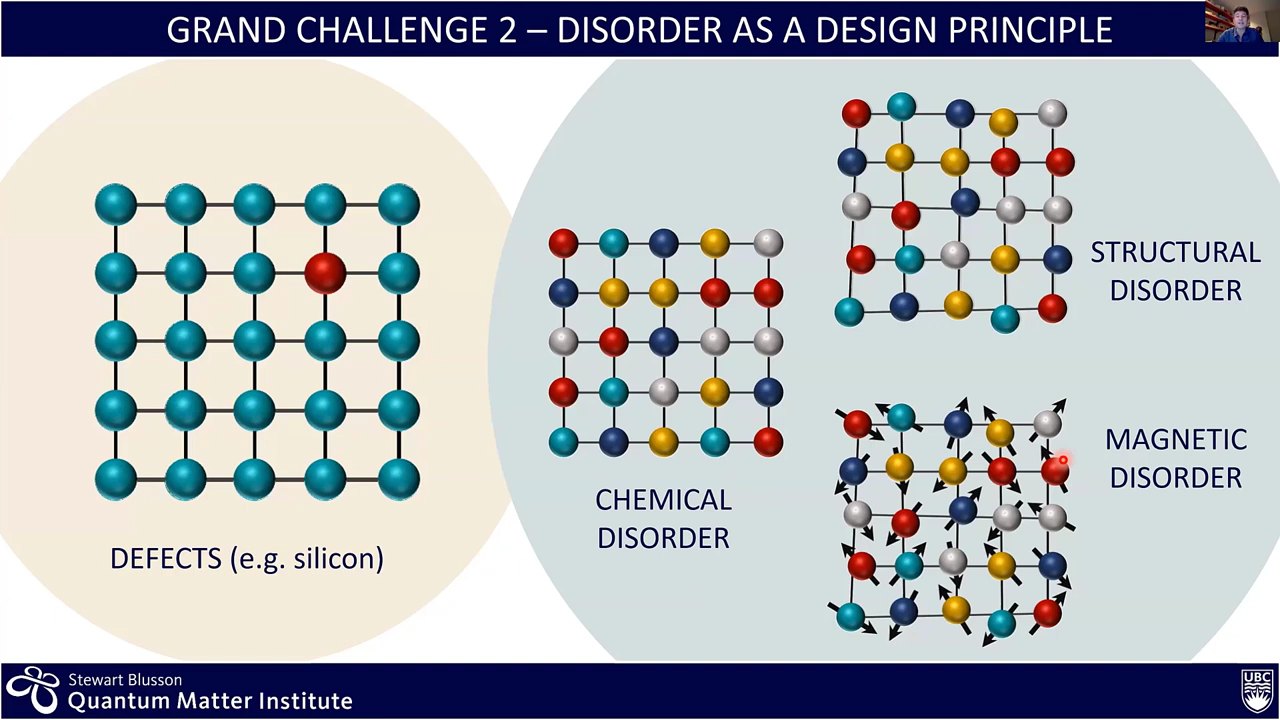 GRAND CHALLENGE 2 – DISORDER AS A DESIGN PRINCIPLE
DEFECTS (e.g. silicon)
CHEMICAL
DISORDER
STRUCTURAL
DISORDER
MAGNETIC
DISORDER
Stewart Blusson
Quantum Matter Institute
UBC